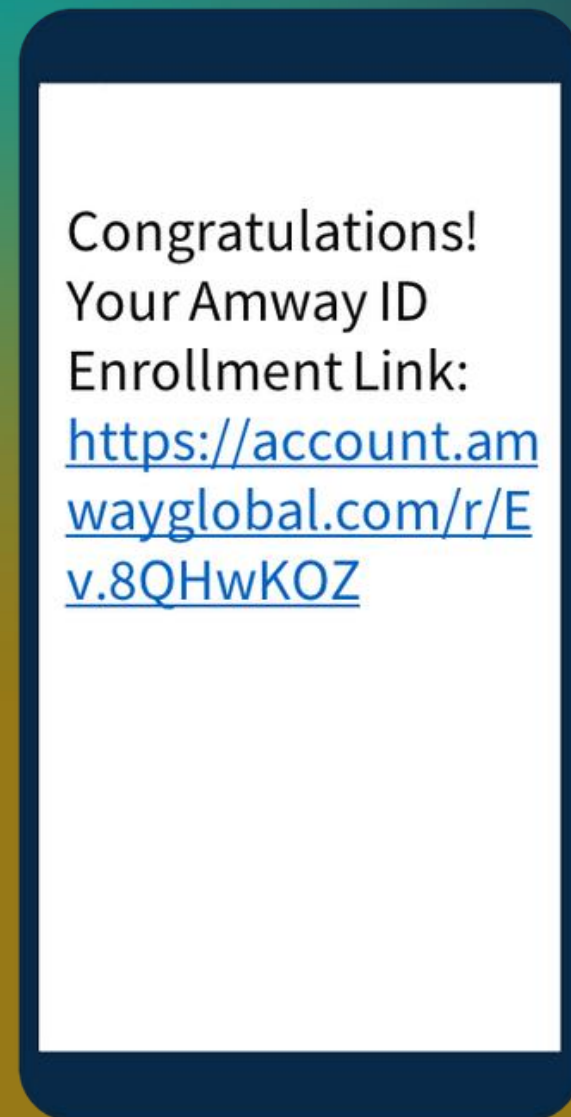 Congratulations!
Your Amway ID
Enrollment Link:
https://account.am
wayglobal.com/r/E
v.8QHwKOZ